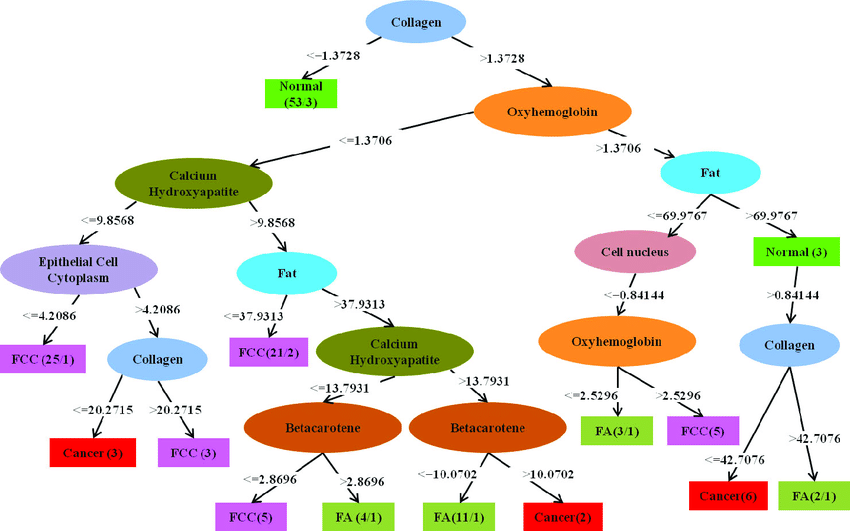 Collagen
<−1.3728
>1.3728
Normal
(53/3)
Oxyhemoglobin
<=1.3706
>1.3706
Calcium
Hydroxyapatite
Fat
<=9.8568
>9.8568
<=69.9767
>69.9767
Epithelial Cell
Cytoplasm
Fat
Cell nucleus
Normal (3)
<=4.2086
>4.2086
<=37.9313
>37.9313
<−0.84144
>0.84144
FCC (25/1)
Collagen
FCC(21/2)
Calcium
Hydroxyapatite
Oxyhemoglobin
Collagen
<=20.2715
>20.2715
<=13.7931
>13.7931
<=2.5296
>2.5296
Cancer (3)
FCC (3)
Betacarotene
Betacarotene
FA(3/1)
FCC(5)
<=42.7076
>42.7076
<=2.8696
>2.8696
<−10.0702
>10.0702
FCC(5)
FA (4/1)
FA(11/1)
Cancer(2)
Cancer(6)
FA(2/1)